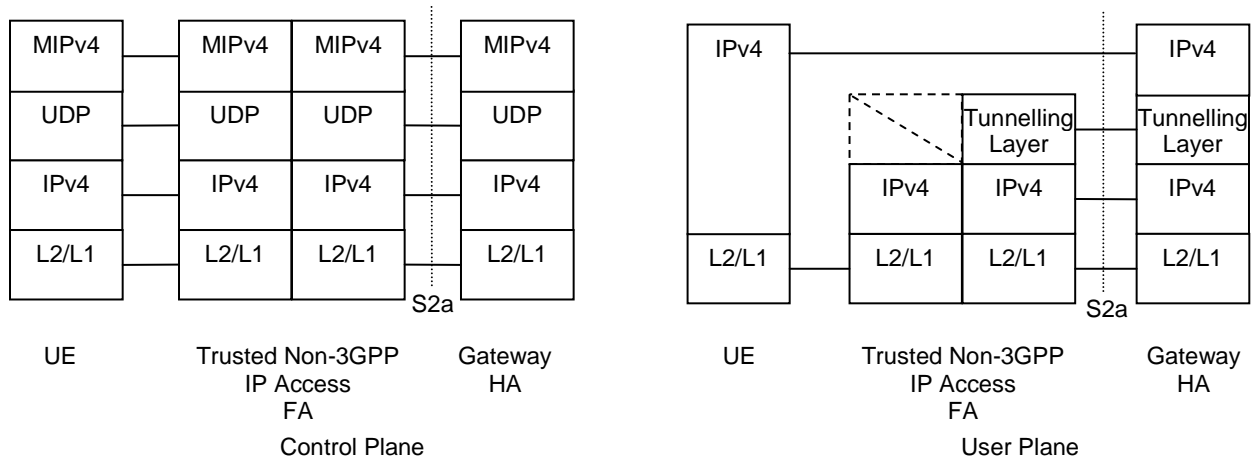 MIPv4 MIPv4 MIPv4 MIPv4
UDP UDP UDP UDP
IPv4 IPv4 IPv4 IPv4
L2/L1 L2/L1 L2/L1 L2/L1
S2a
UE Trusted Non-3GPP Gateway
IP Access HA
FA
Control Plane
IPv4 IPv4
Tunnelling Tunnelling
Layer Layer
IPv4 IPv4 IPv4
L2/L1 L2/L1 L2/L1 L2/L1
S2a
UE Trusted Non-3GPP Gateway
IP Access HA
FA
User Plane